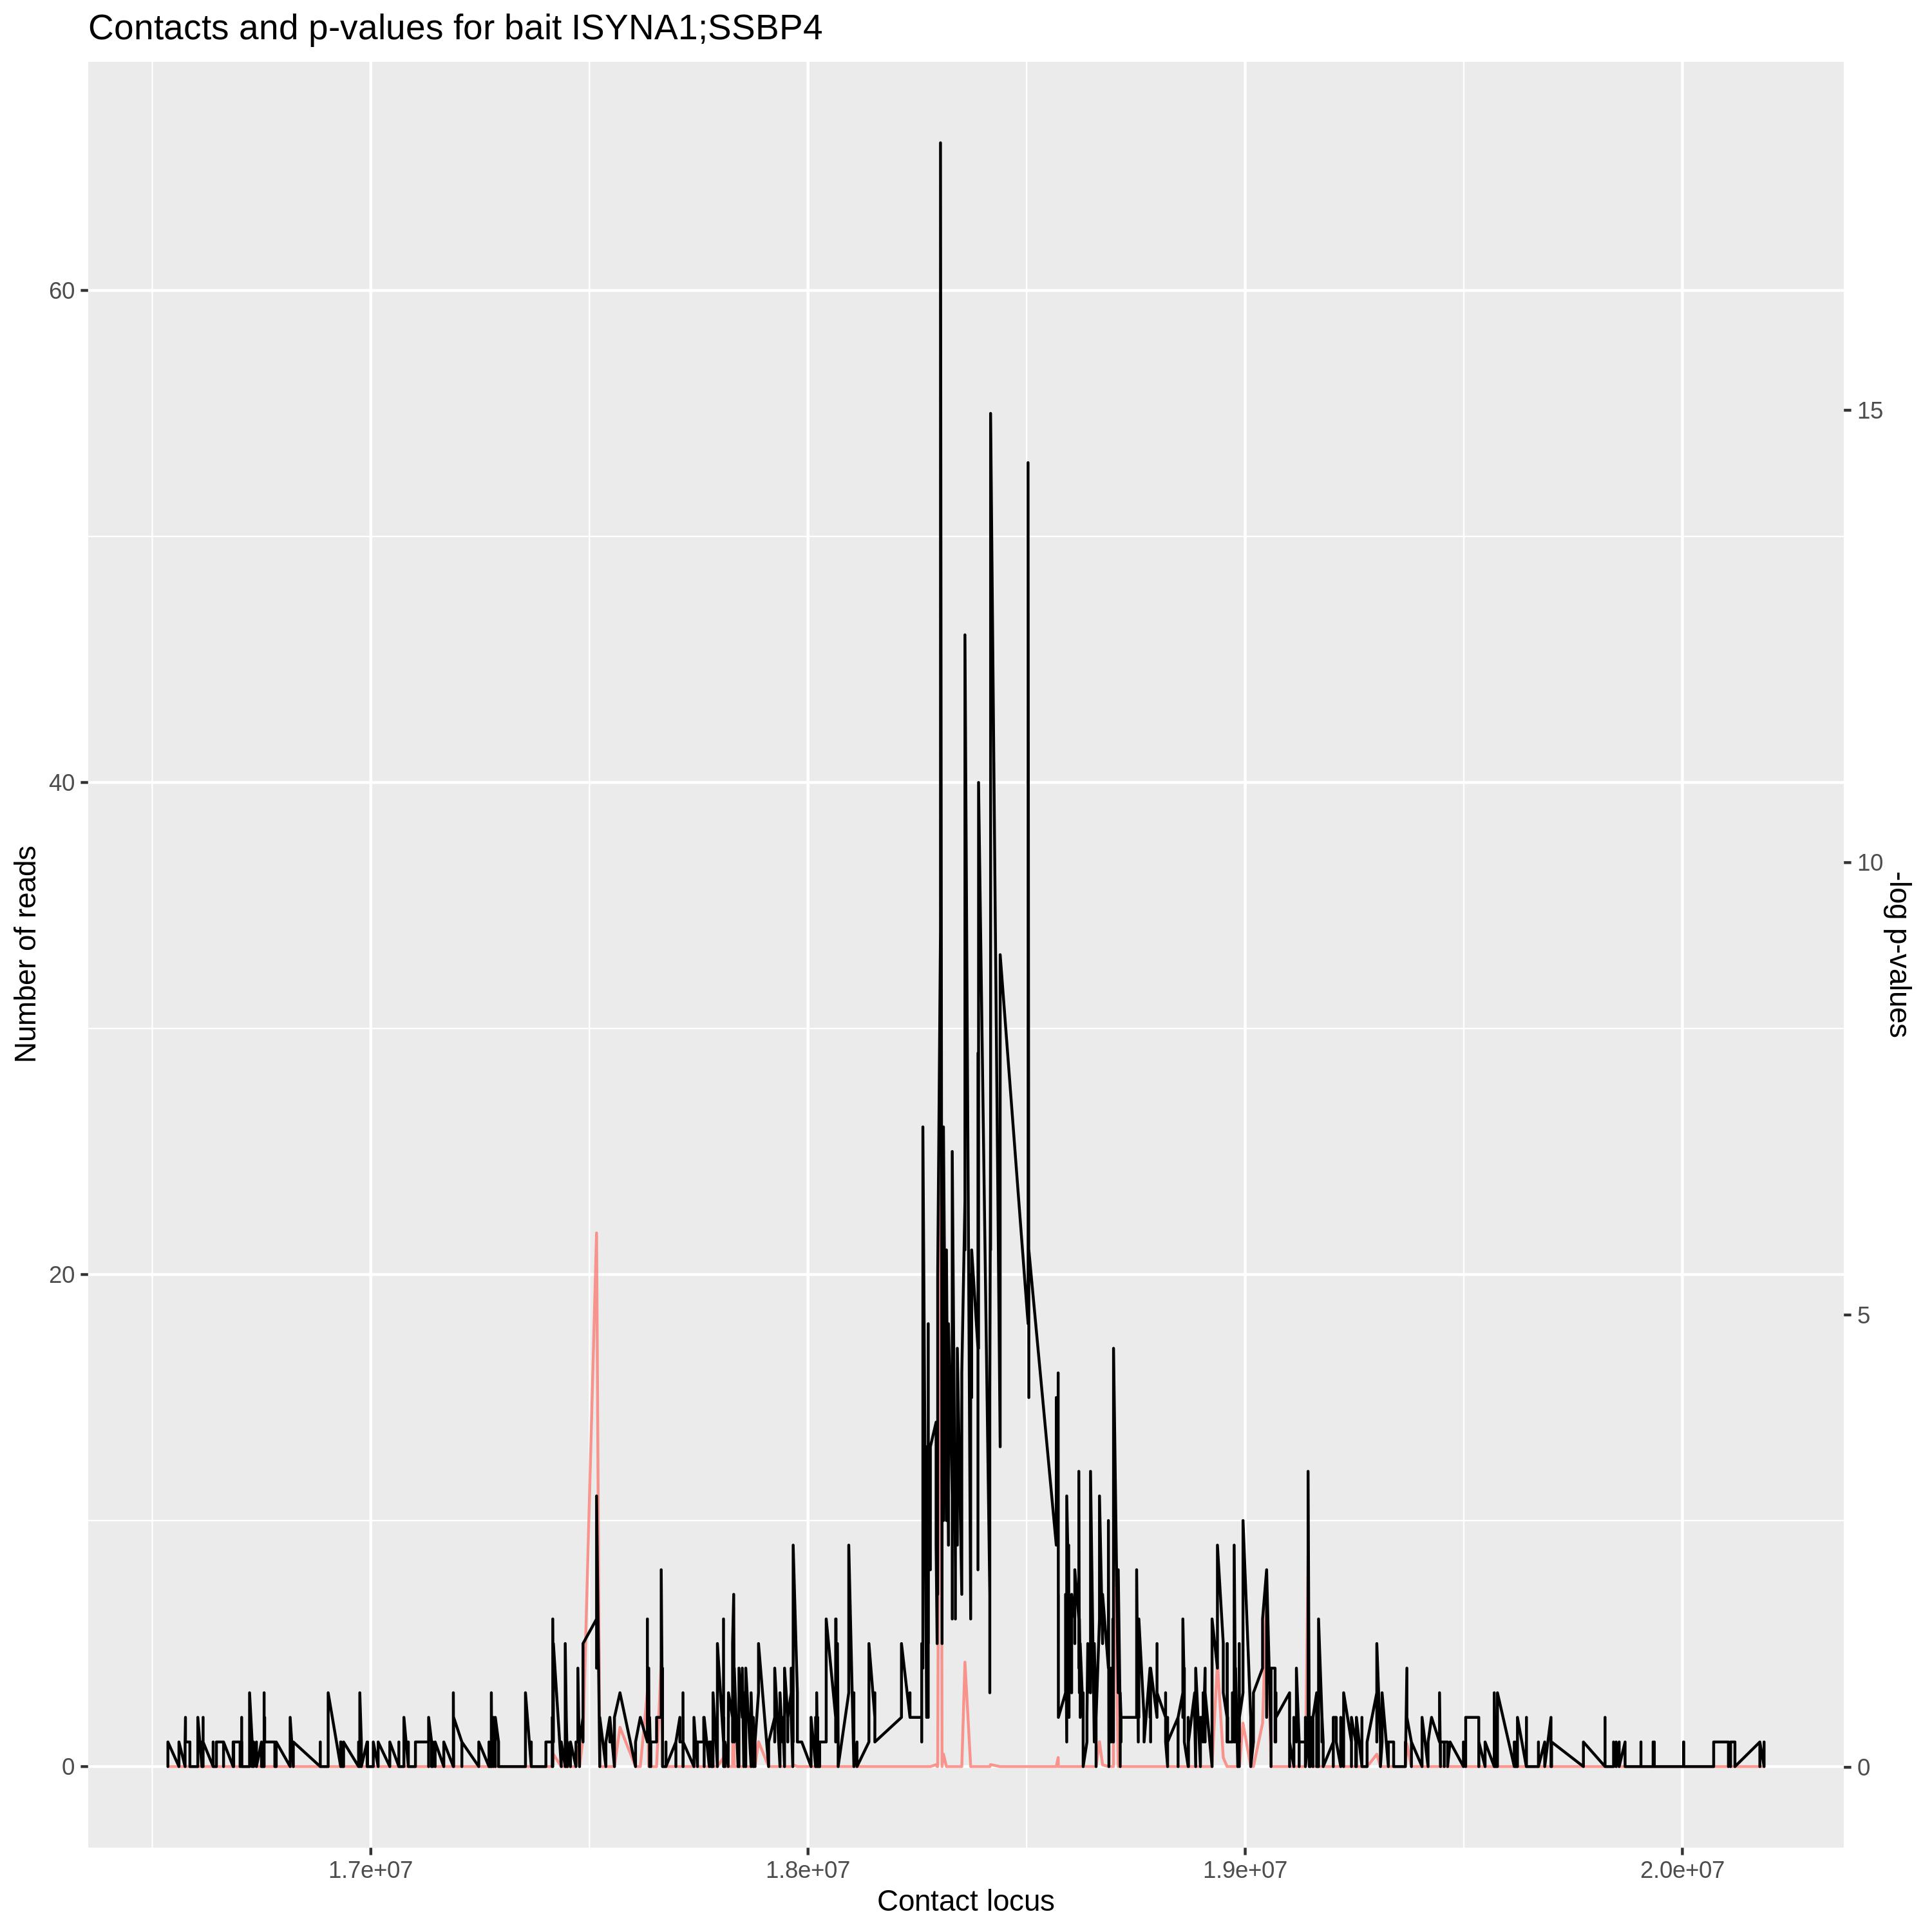 Contacts and p-values for bait ISYNA1;SSBP4
60
40
20
0
15
10
5
0
Number of reads
-log p-values
1.7e+07 1.8e+07 1.9e+07 2.0e+07
Contact locus